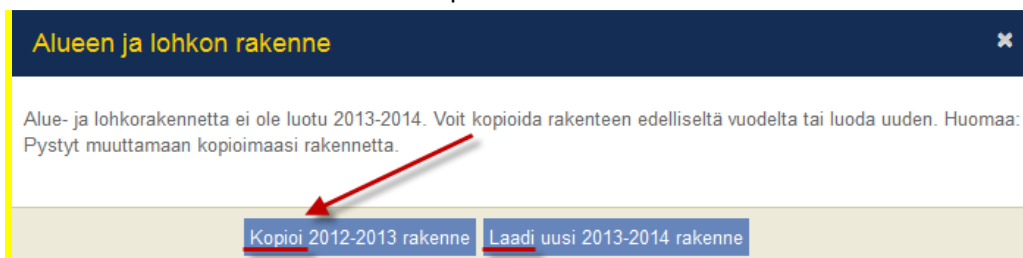 Alueen ja lohkon rakenne
Alue- ja lohkorakennetta ei ole luotu 2013-2014. Voit kopioida rakenteen edelliseltä vuodelta tai luoda uuden. Huomaa:
Pystyt muuttamaan kopioimaasi rakennetta.
Kopioi 2012-2013 rakenne Laadi uusi 2013-2014 rakenne